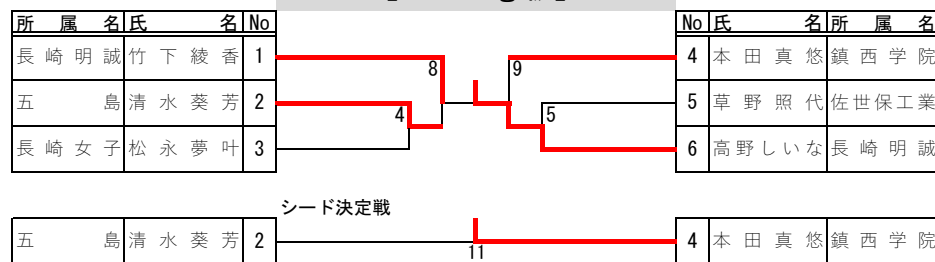 所属名 氏名 No No 氏名 所属名
長崎明誠 竹下綾香 1 4 本田真悠 鎮西学院
8 9
五島 清水葵芳 2 5 草野照代 佐世保工業
4 5
長崎女子 松永夢叶 3 6 高野しいな 長崎明誠
シード決定戦
五島 清水葵芳 2 4 本田真悠 鎮西学院
11